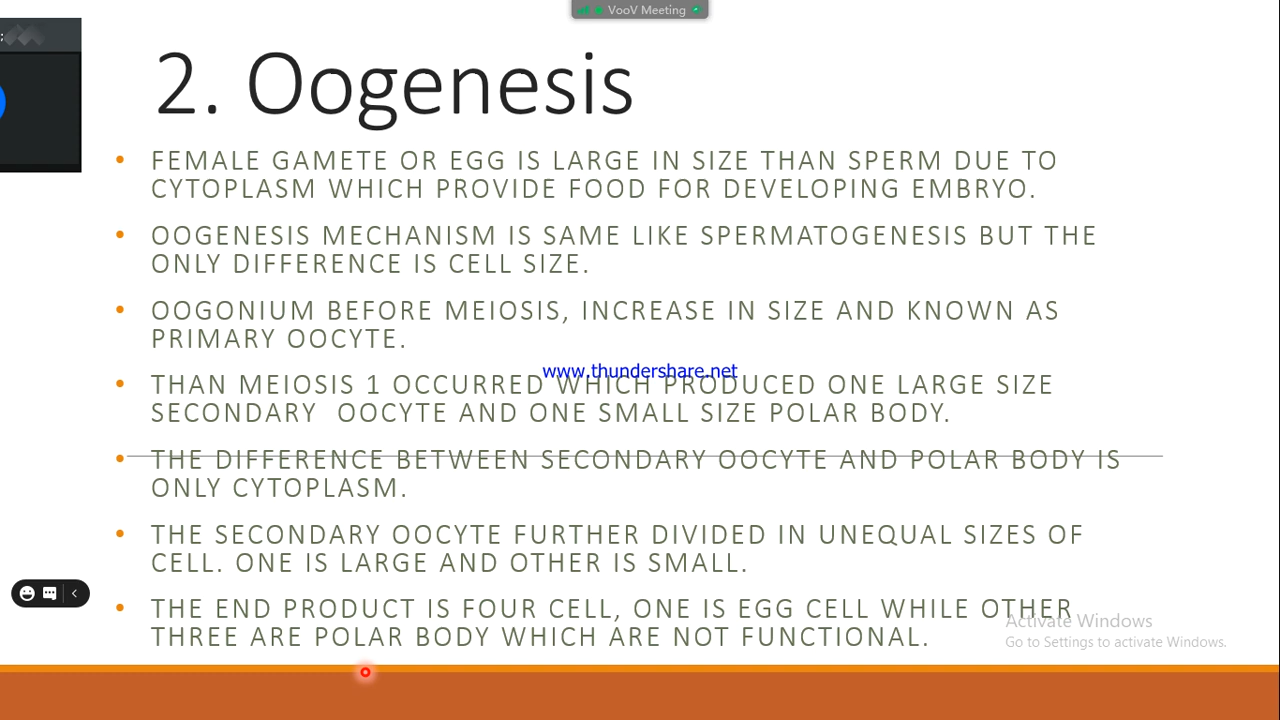 VooV Meeting
2. Oogenesis
FEMALE GAMETE OR EGG IS LARGE IN SIZE THAN SPERM DUE TO
CYTOPLASM WHICH PROVIDE FOOD FOR DEVELOPING EMBRYO.
OOGENESIS MECHANISM IS SAME LIKE SPERMATOGENESIS BUT THE
ONLY DIFFERENCE IS CELL SIZE.
OOGONIUM BEFORE MEIOSIS, INCREASE IN SIZE AND KNOWN AS
PRIMARY OOCYTE.
www.thundershare.net
THAN MEIOSIS 1 OCCURRED WHICH PRODUCED ONE LARGE SIZE
SECONDARY OOCYTE AND ONE SMALL SIZE POLAR BODY.
THE DIFFERENCE BETWEEN SECONDARY OOCYTE AND POLAR BODY IS
ONLY CYTOPLASM.
THE SECONDARY OOCYTE FURTHER DIVIDED IN UNEQUAL SIZES OF
CELL. ONE IS LARGE AND OTHER IS SMALL.
THE END PRODUCT IS FOUR CELL, ONE IS EGG CELL WHILE OTHER
THREE ARE POLAR BODY WHICH ARE NOT FUNCTIONAL.
Activate Windows
Go to Settings to activate Windows.